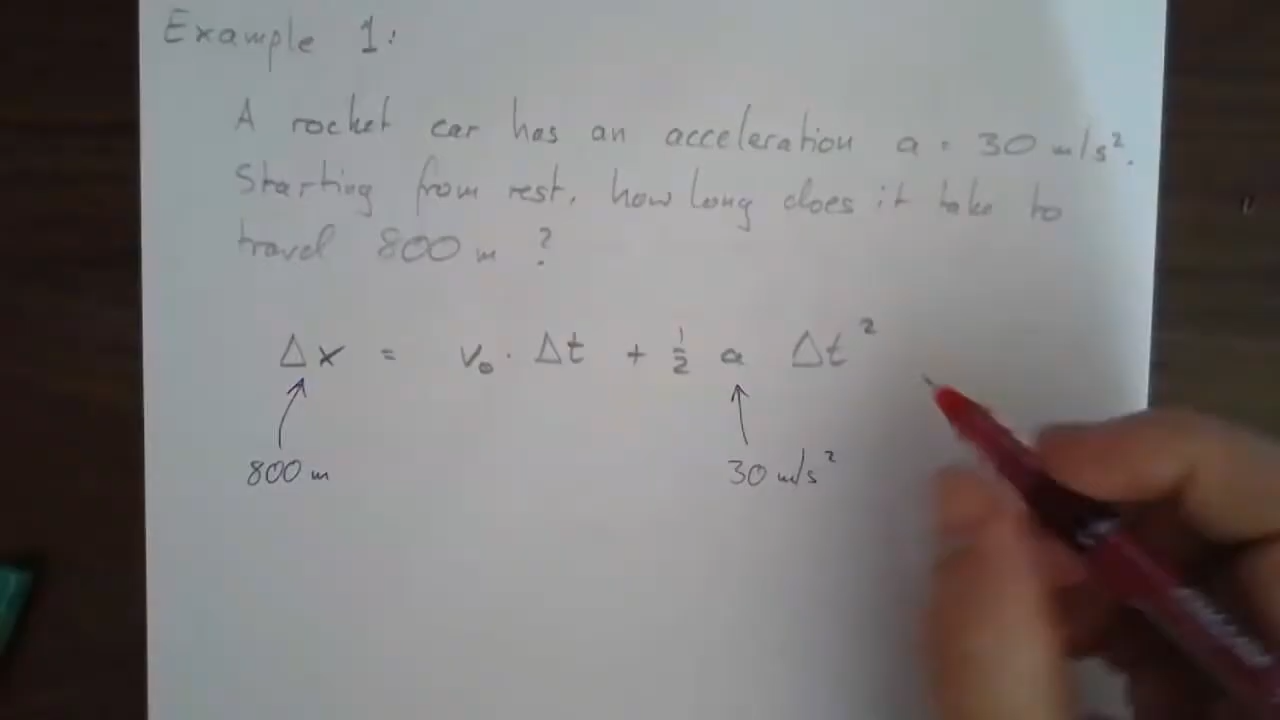 Example 1:
A rocket car has an acceleration a = 30 m/s².
Starting from rest, how long does it take to
travel 800 m ?
Δx = v₀ · Δt + ½ a Δt²
800 m 30 m/s²